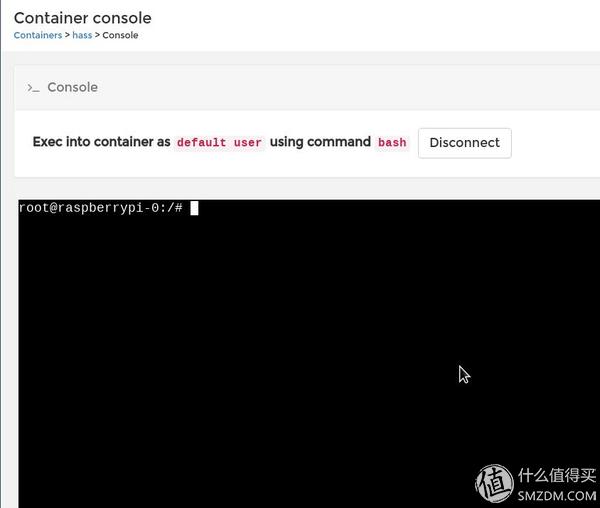 Container console
Containers > hass > Console
>_ Console
Exec into container as default user using command bash Disconnect
root@raspberrypi-0:/#
值 什么值得买
SMZDM.COM